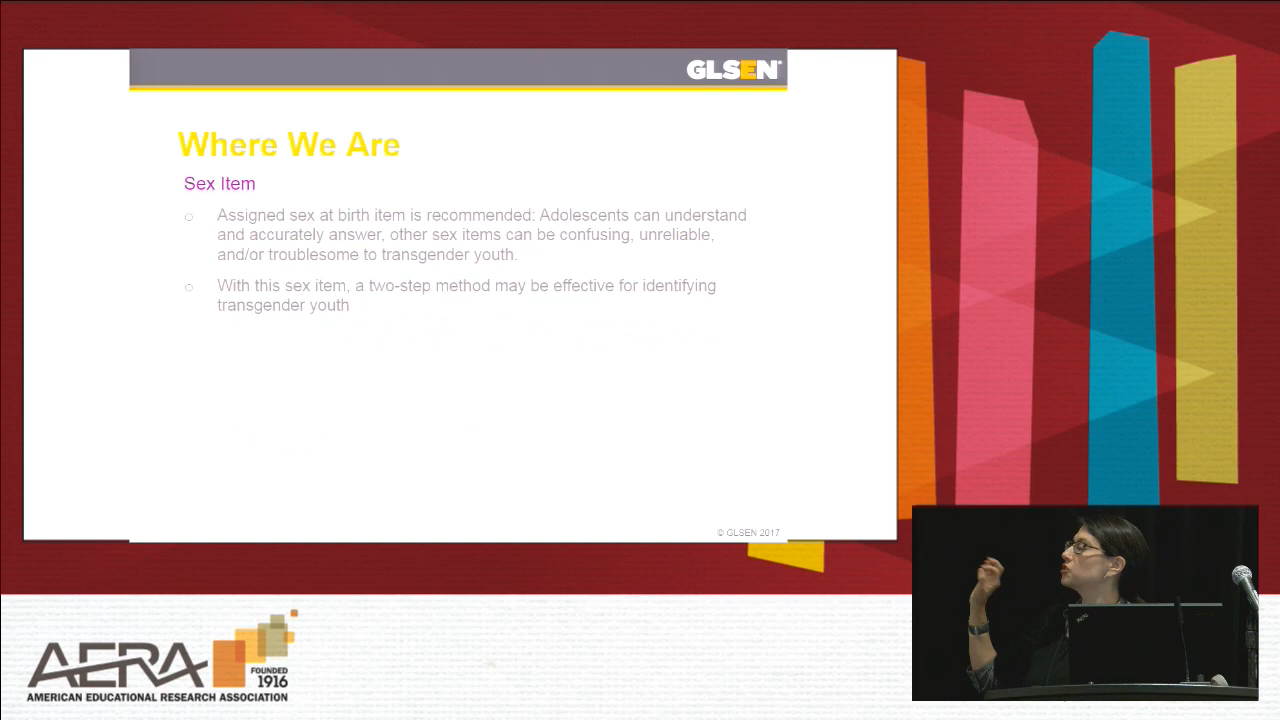 GLSEN
Where We Are
Sex Item
Assigned sex at birth item is recommended: Adolescents can understand
and accurately answer, other sex items can be confusing, unreliable,
and/or troublesome to transgender youth.
With this sex item, a two-step method may be effective for identifying
transgender youth
© GLSEN 2017
AERA
FOUNDED
1916
AMERICAN EDUCATIONAL RESEARCH ASSOCIATION